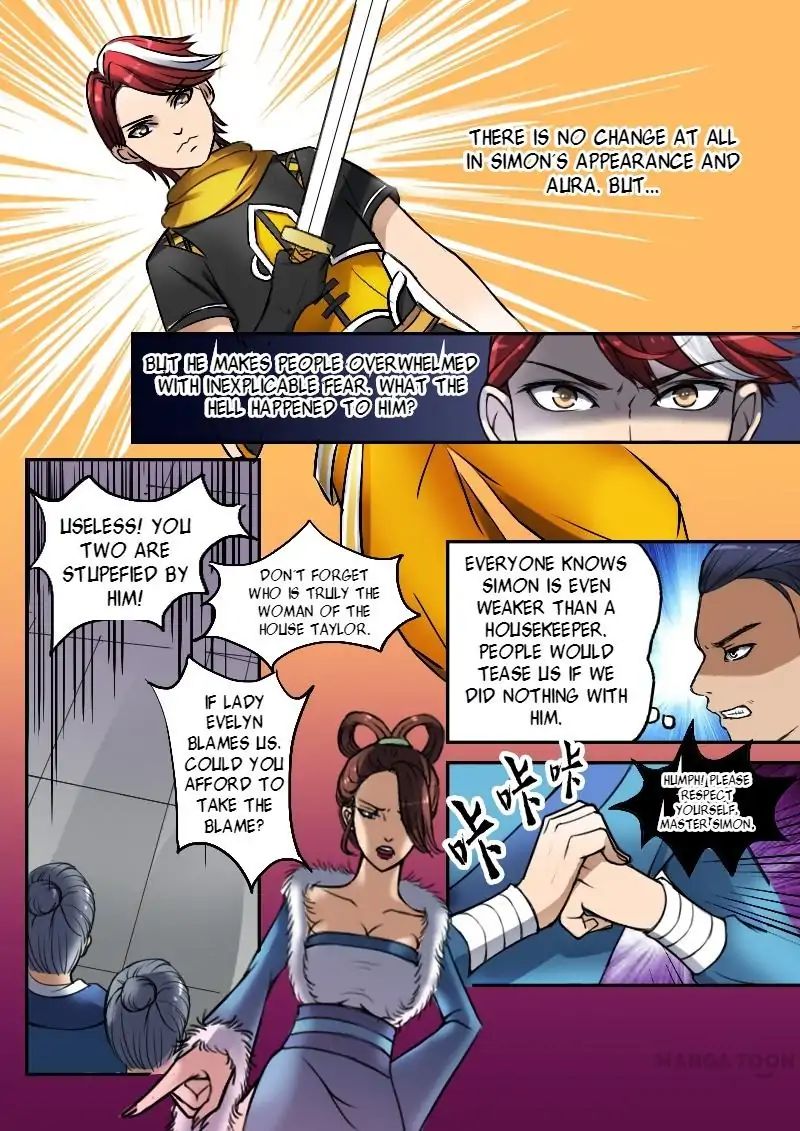 THERE IS NO CHANGE AT ALL
IN SIMON'S APPEARANCE AND
AURA. BUT...
BUT HE MAKES PEOPLE OVERWHELMED
WITH INEXPLICABLE FEAR. WHAT THE
HELL HAPPENED TO HIM?
USELESS! YOU
TWO ARE
STUPEFIED BY
HIM!
DON'T FORGET
WHO IS TRULY THE
WOMAN OF THE
HOUSE TAYLOR.
IF LADY
EVELYN
BLAMES US.
COULD YOU
AFFORD TO
TAKE THE
BLAME?
EVERYONE KNOWS
SIMON IS EVEN
WEAKER THAN A
HOUSEKEEPER.
PEOPLE WOULD
TEASE US IF WE
DID NOTHING WITH
HIM.
咔咔咔
HUMPH! PLEASE
RESPECT
YOURSELF,
MASTER SIMON.
MANGATOON